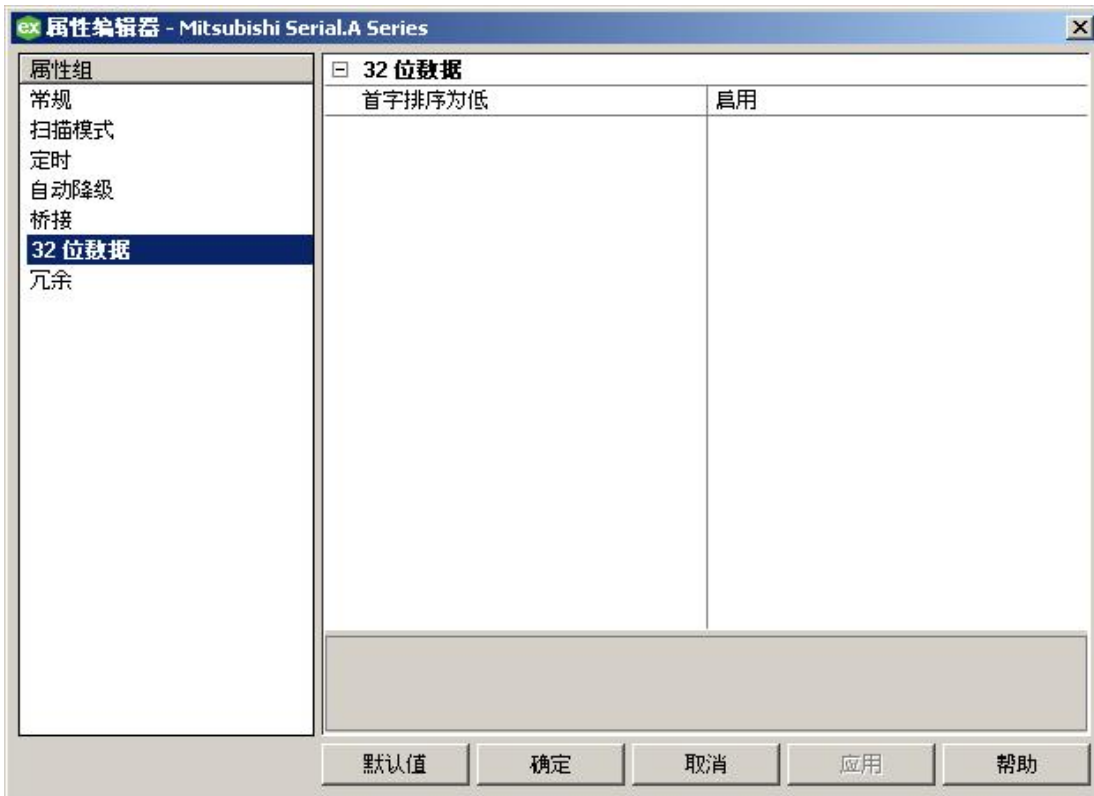 ex 属性编辑器 - Mitsubishi Serial.A Series
属性组
常规
扫描模式
定时
自动降级
桥接
32 位数据
冗余
32 位数据
首字排序为低 启用
默认值 确定 取消 应用 帮助